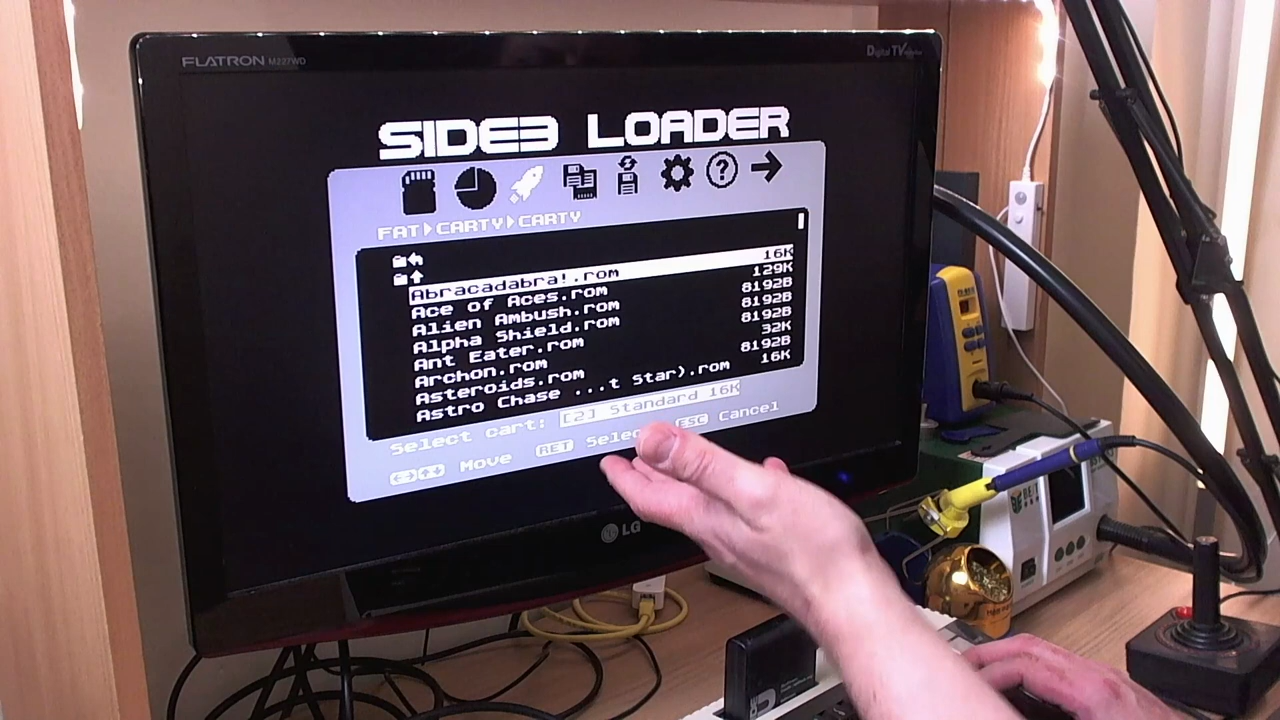 FLATRON M227WD
Digital TV
SIDE3 LOADER
FAT▶CARTY▶CARTY
Abracadabra!.rom 16K
Ace of Aces.rom 129K
Alien Ambush.rom 8192B
Alpha Shield.rom 8192B
Ant Eater.rom 8192B
Archon.rom 32K
Asteroids.rom 8192B
Astro Chase ...t Star).rom 16K
Select cart: [2] Standard 16K
Move RET Selec ESC Cancel
LG
BEST